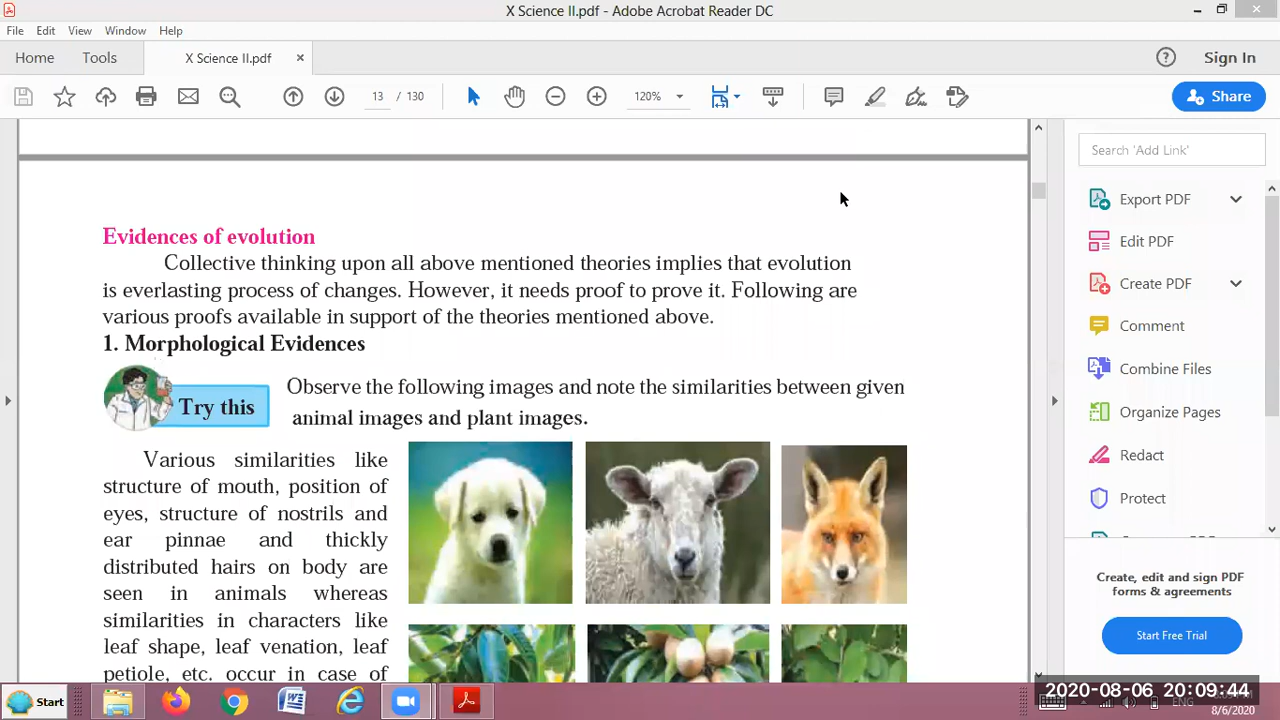 X Science II.pdf - Adobe Acrobat Reader DC
File Edit View Window Help
Home Tools X Science II.pdf × Sign In
13 / 130 120% Share
Search 'Add Link'
Export PDF
Edit PDF
Create PDF
Comment
Combine Files
Organize Pages
Redact
Protect
Create, edit and sign PDF
forms & agreements
Start Free Trial
Evidences of evolution
Collective thinking upon all above mentioned theories implies that evolution
is everlasting process of changes. However, it needs proof to prove it. Following are
various proofs available in support of the theories mentioned above.
1. Morphological Evidences
Try this
Observe the following images and note the similarities between given
animal images and plant images.
Various similarities like
structure of mouth, position of
eyes, structure of nostrils and
ear pinnae and thickly
distributed hairs on body are
seen in animals whereas
similarities in characters like
leaf shape, leaf venation, leaf
petiole, etc. occur in case of
Start
2020-08-06 20:09:44
ENG
8/6/2020